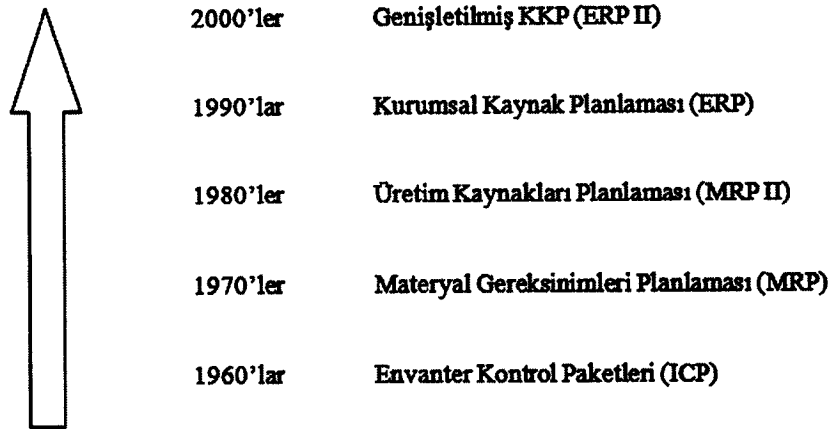 2000’ler Genişletilmiş KKP (ERP II)
1990’lar Kurumsal Kaynak Planlaması (ERP)
1980’ler Üretim Kaynakları Planlaması (MRP II)
1970’ler Materyal Gereksinimleri Planlaması (MRP)
1960’lar Envanter Kontrol Paketleri (ICP)